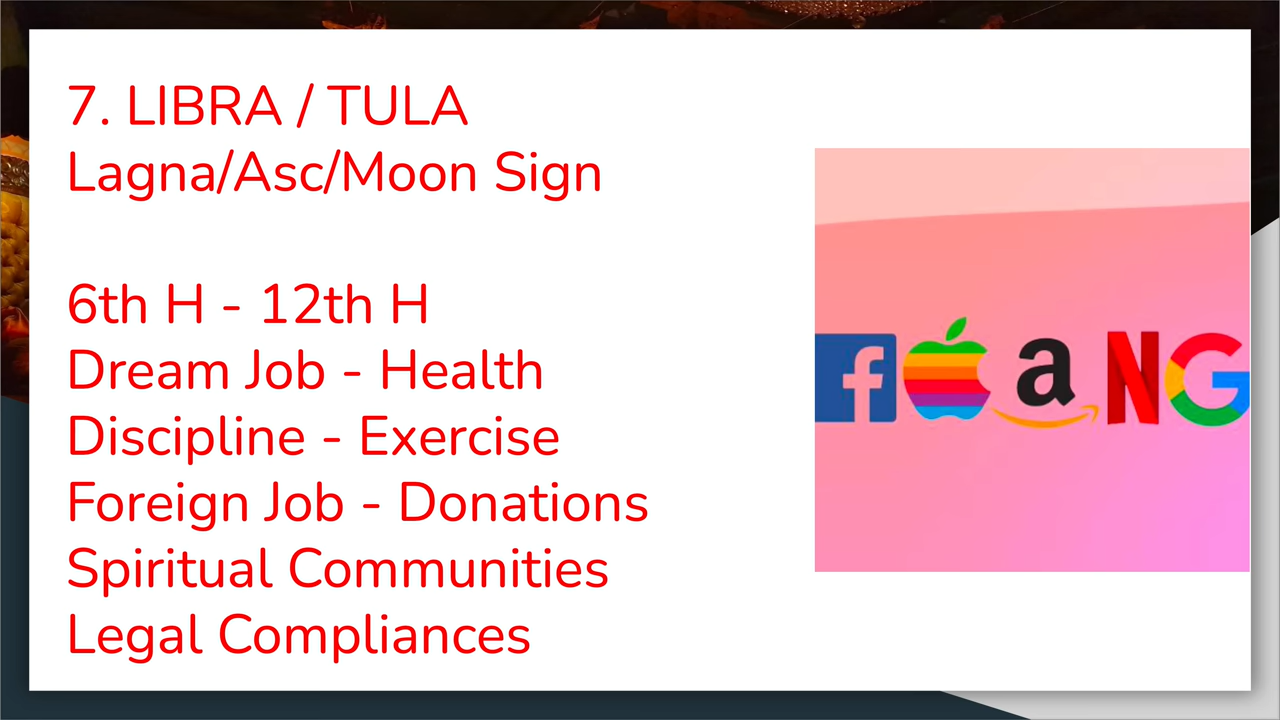 7. LIBRA / TULA
Lagna/Asc/Moon Sign
6th H - 12th H
Dream Job - Health
Discipline - Exercise
Foreign Job - Donations
Spiritual Communities
Legal Compliances
f a N G